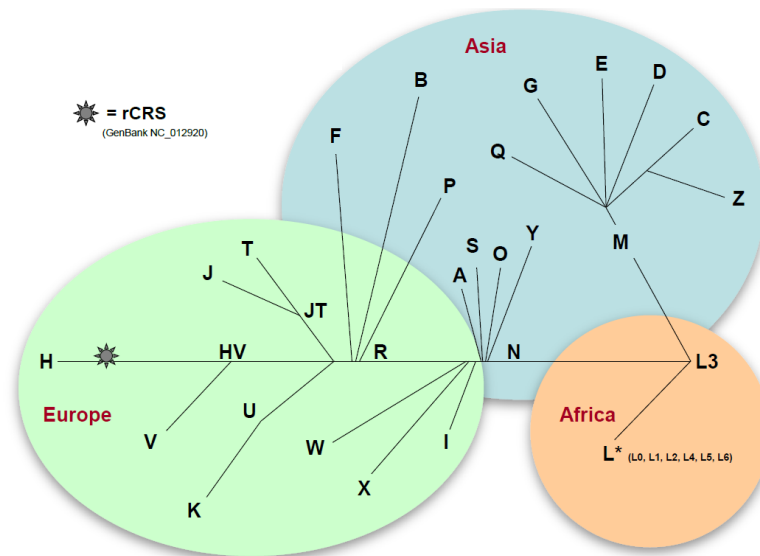 Asia
= rCRS
(GenBank NC_012920)
B
G
E
D
C
F
Q
P
Z
T
J
JT
A
S
O
Y
M
H
HV
R
N
L3
Europe
U
V
W
I
X
K
Africa
L* (L0, L1, L2, L4, L5, L6)